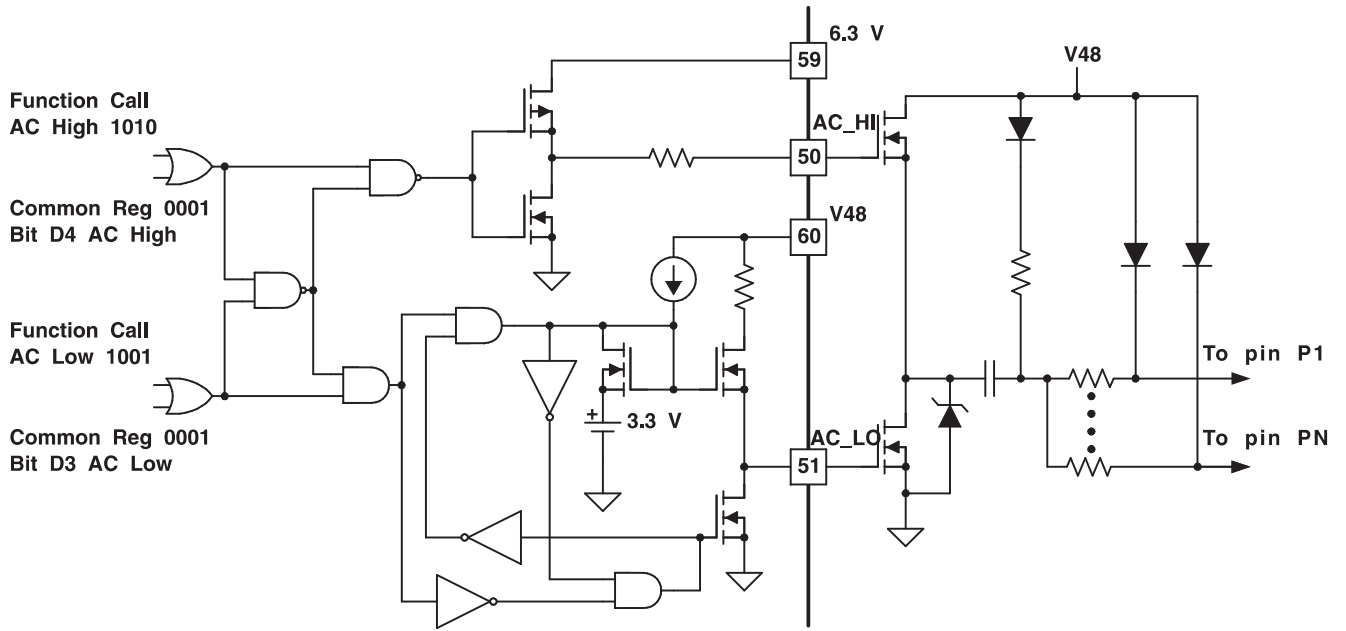 6.3 V
59
V48
Function Call
AC High 1010
AC_HI
50
Common Reg 0001
Bit D4 AC High
V48
60
Function Call
AC Low 1001
To pin P1
+
3.3 V
AC_LO
To pin PN
Common Reg 0001
Bit D3 AC Low
51